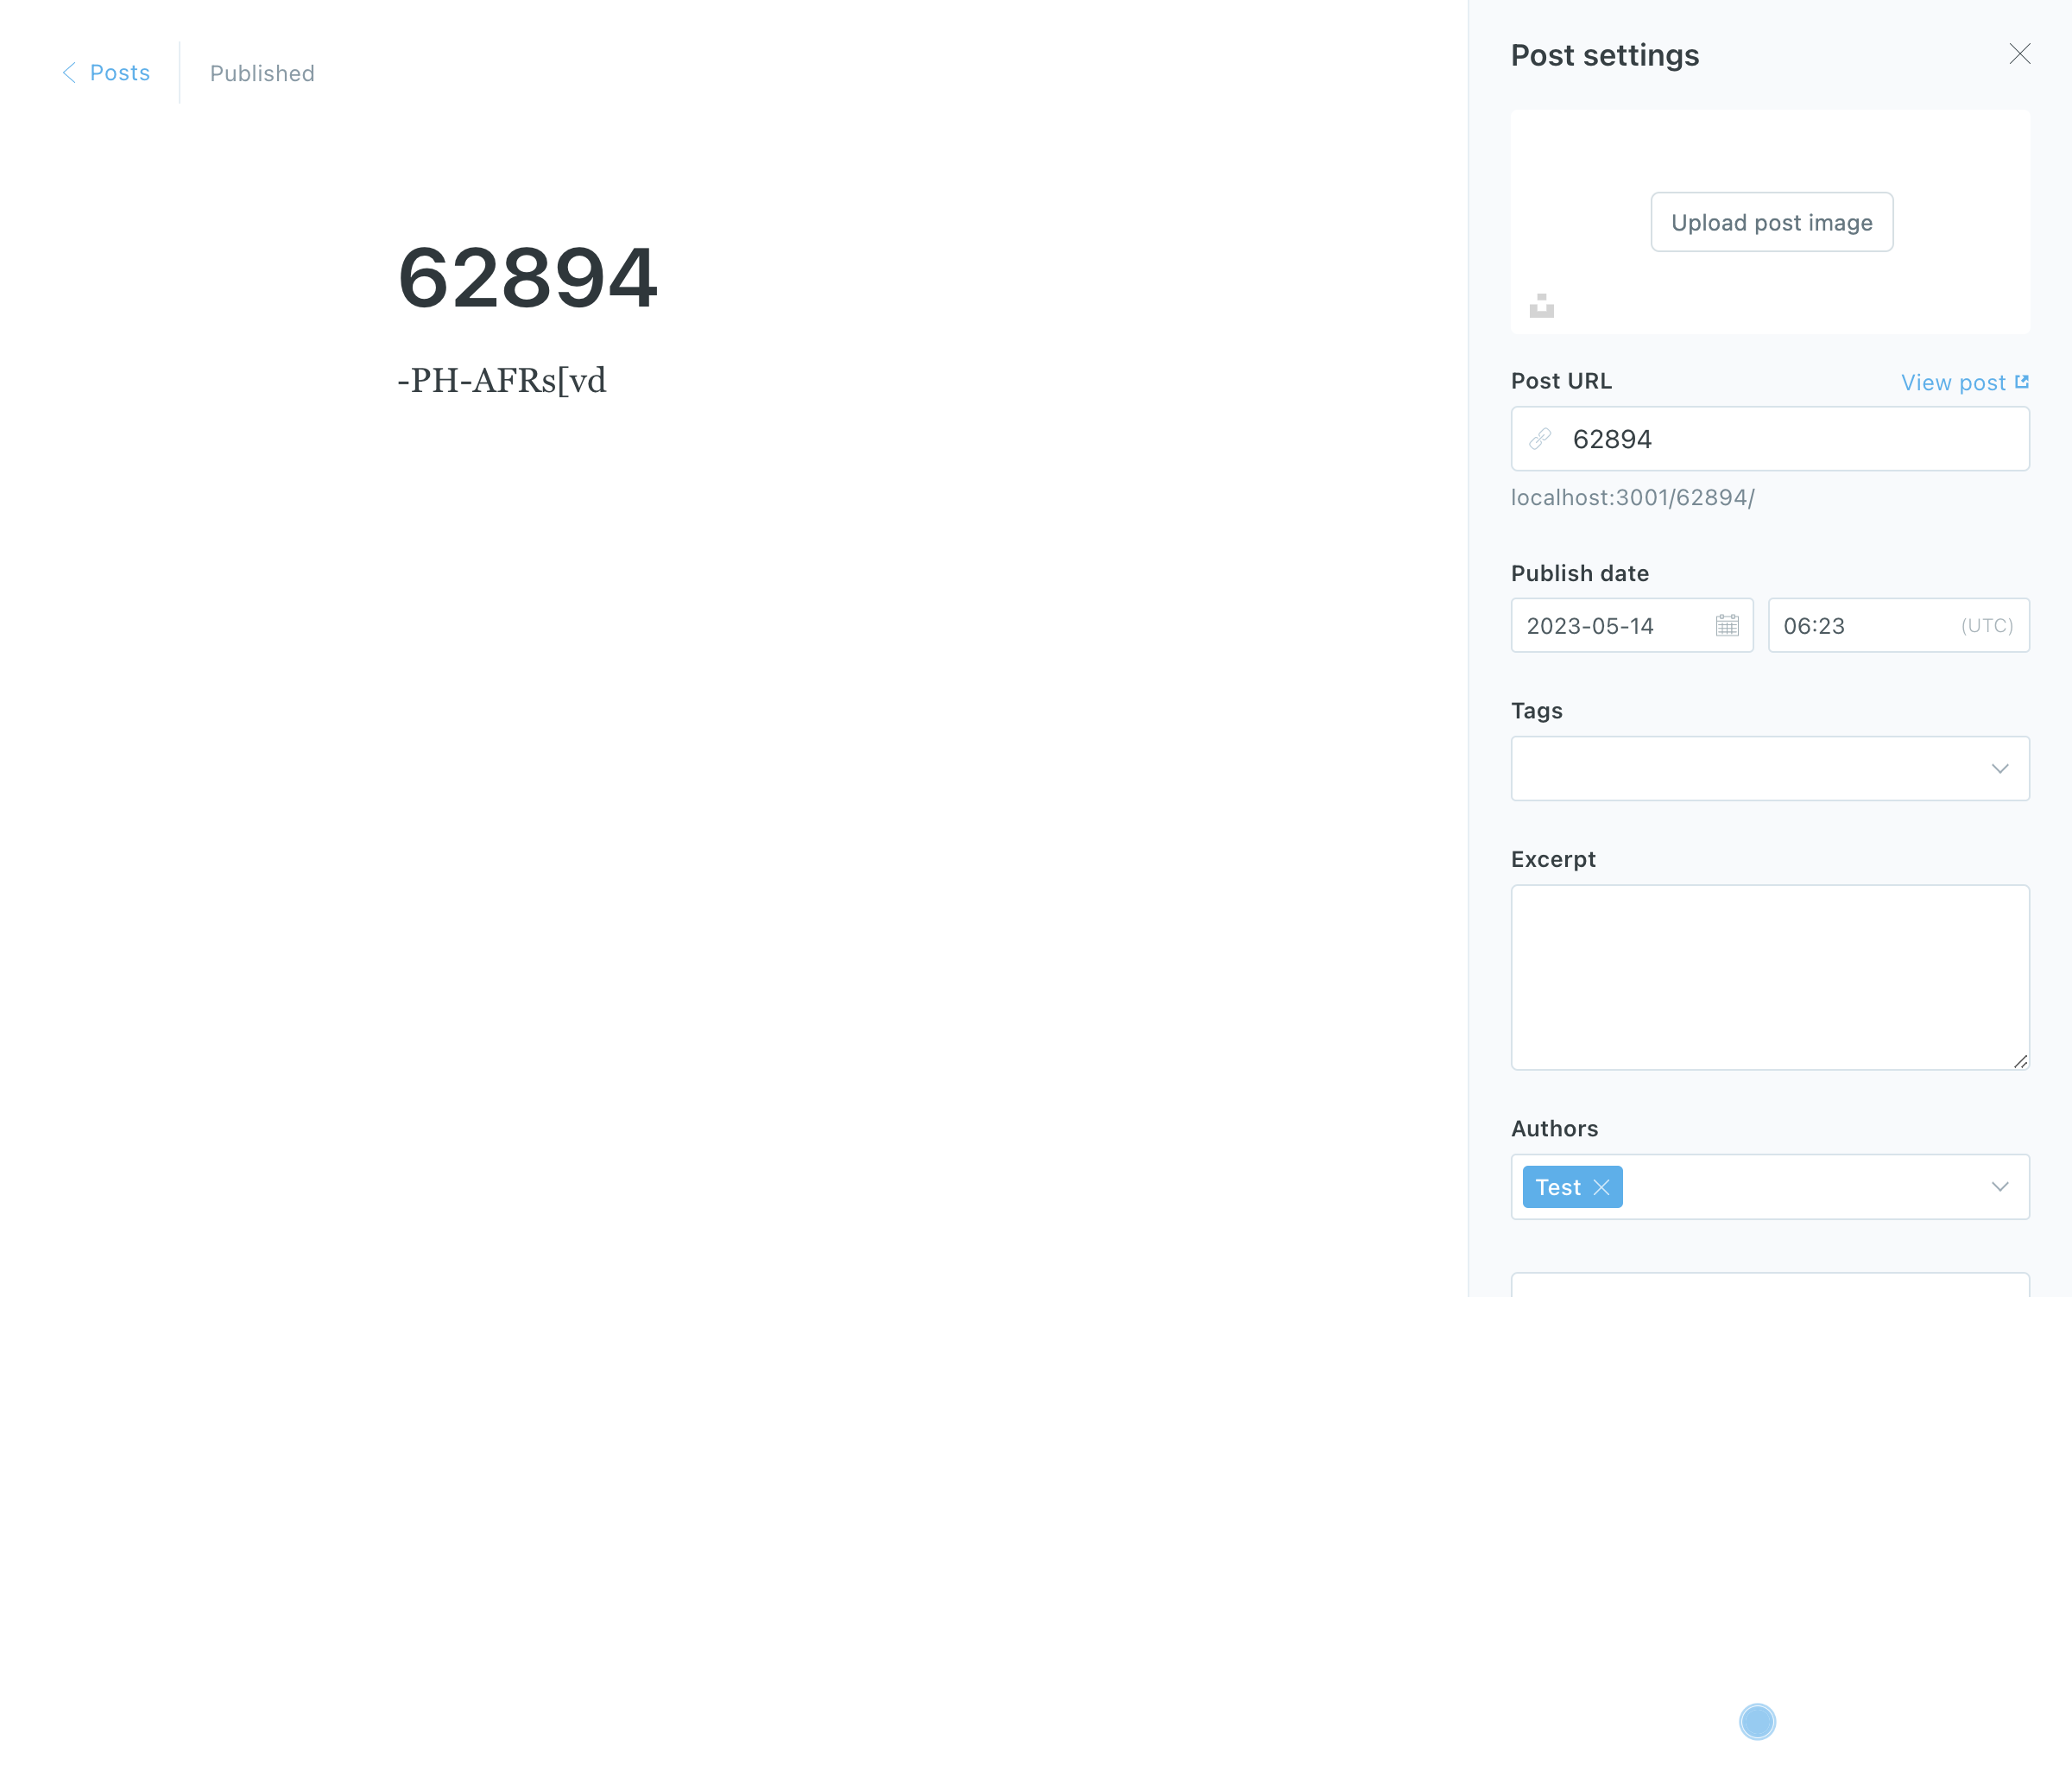 Posts
Published
62894
-PH-AFRs[vd
Post settings
Upload post image
Post URL
View post
62894
localhost:3001/62894/
Publish date
2023-05-14
06:23
(UTC)
Tags
Excerpt
Authors
Test